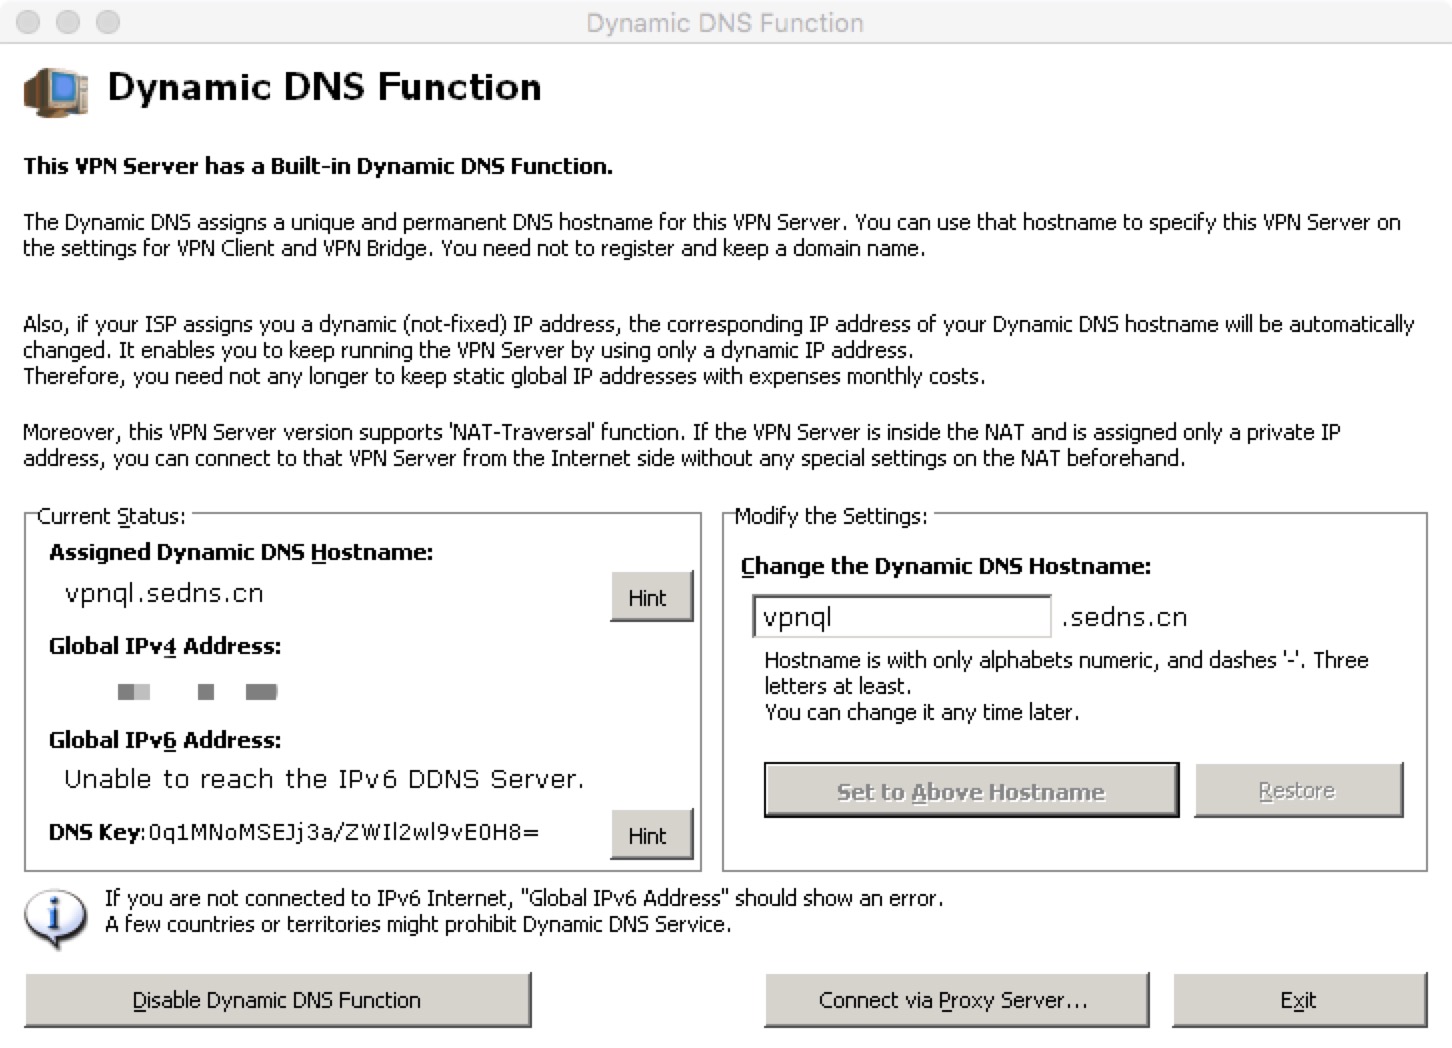 Dynamic DNS Function
Dynamic DNS Function
This VPN Server has a Built-in Dynamic DNS Function.
The Dynamic DNS assigns a unique and permanent DNS hostname for this VPN Server. You can use that hostname to specify this VPN Server on
the settings for VPN Client and VPN Bridge. You need not to register and keep a domain name.
Also, if your ISP assigns you a dynamic (not-fixed) IP address, the corresponding IP address of your Dynamic DNS hostname will be automatically
changed. It enables you to keep running the VPN Server by using only a dynamic IP address.
Therefore, you need not any longer to keep static global IP addresses with expenses monthly costs.
Moreover, this VPN Server version supports 'NAT-Traversal' function. If the VPN Server is inside the NAT and is assigned only a private IP
address, you can connect to that VPN Server from the Internet side without any special settings on the NAT beforehand.
Current Status:
Assigned Dynamic DNS Hostname:
vpnql.sedns.cn
Hint
Global IPv4 Address:
Global IPv6 Address:
Unable to reach the IPv6 DDNS Server.
DNS Key:0q1MNoMSEJj3a/ZWIl2wl9vE0H8=
Hint
Modify the Settings:
Change the Dynamic DNS Hostname:
vpnql .sedns.cn
Hostname is with only alphabets numeric, and dashes '-'. Three
letters at least.
You can change it any time later.
Set to Above Hostname
Restore
If you are not connected to IPv6 Internet, "Global IPv6 Address" should show an error.
A few countries or territories might prohibit Dynamic DNS Service.
Disable Dynamic DNS Function
Connect via Proxy Server...
Exit